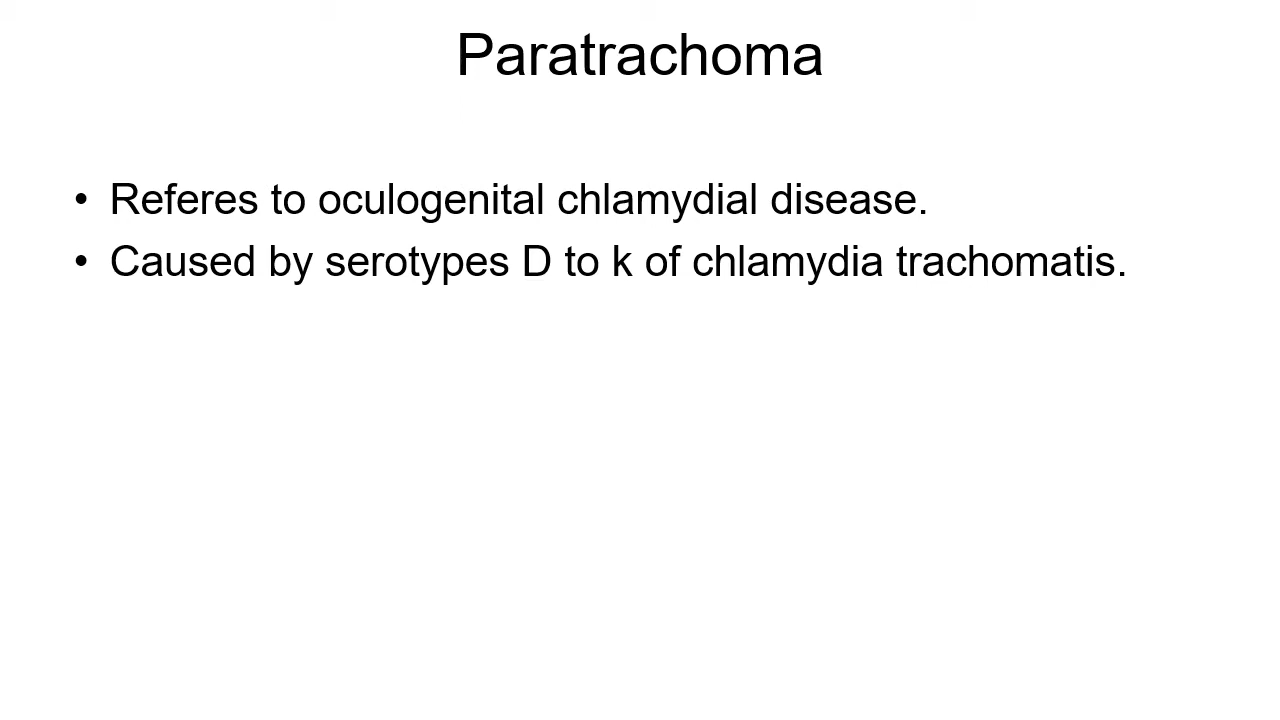 Paratrachoma
• Referes to oculogenital chlamydial disease.
• Caused by serotypes D to k of chlamydia trachomatis.